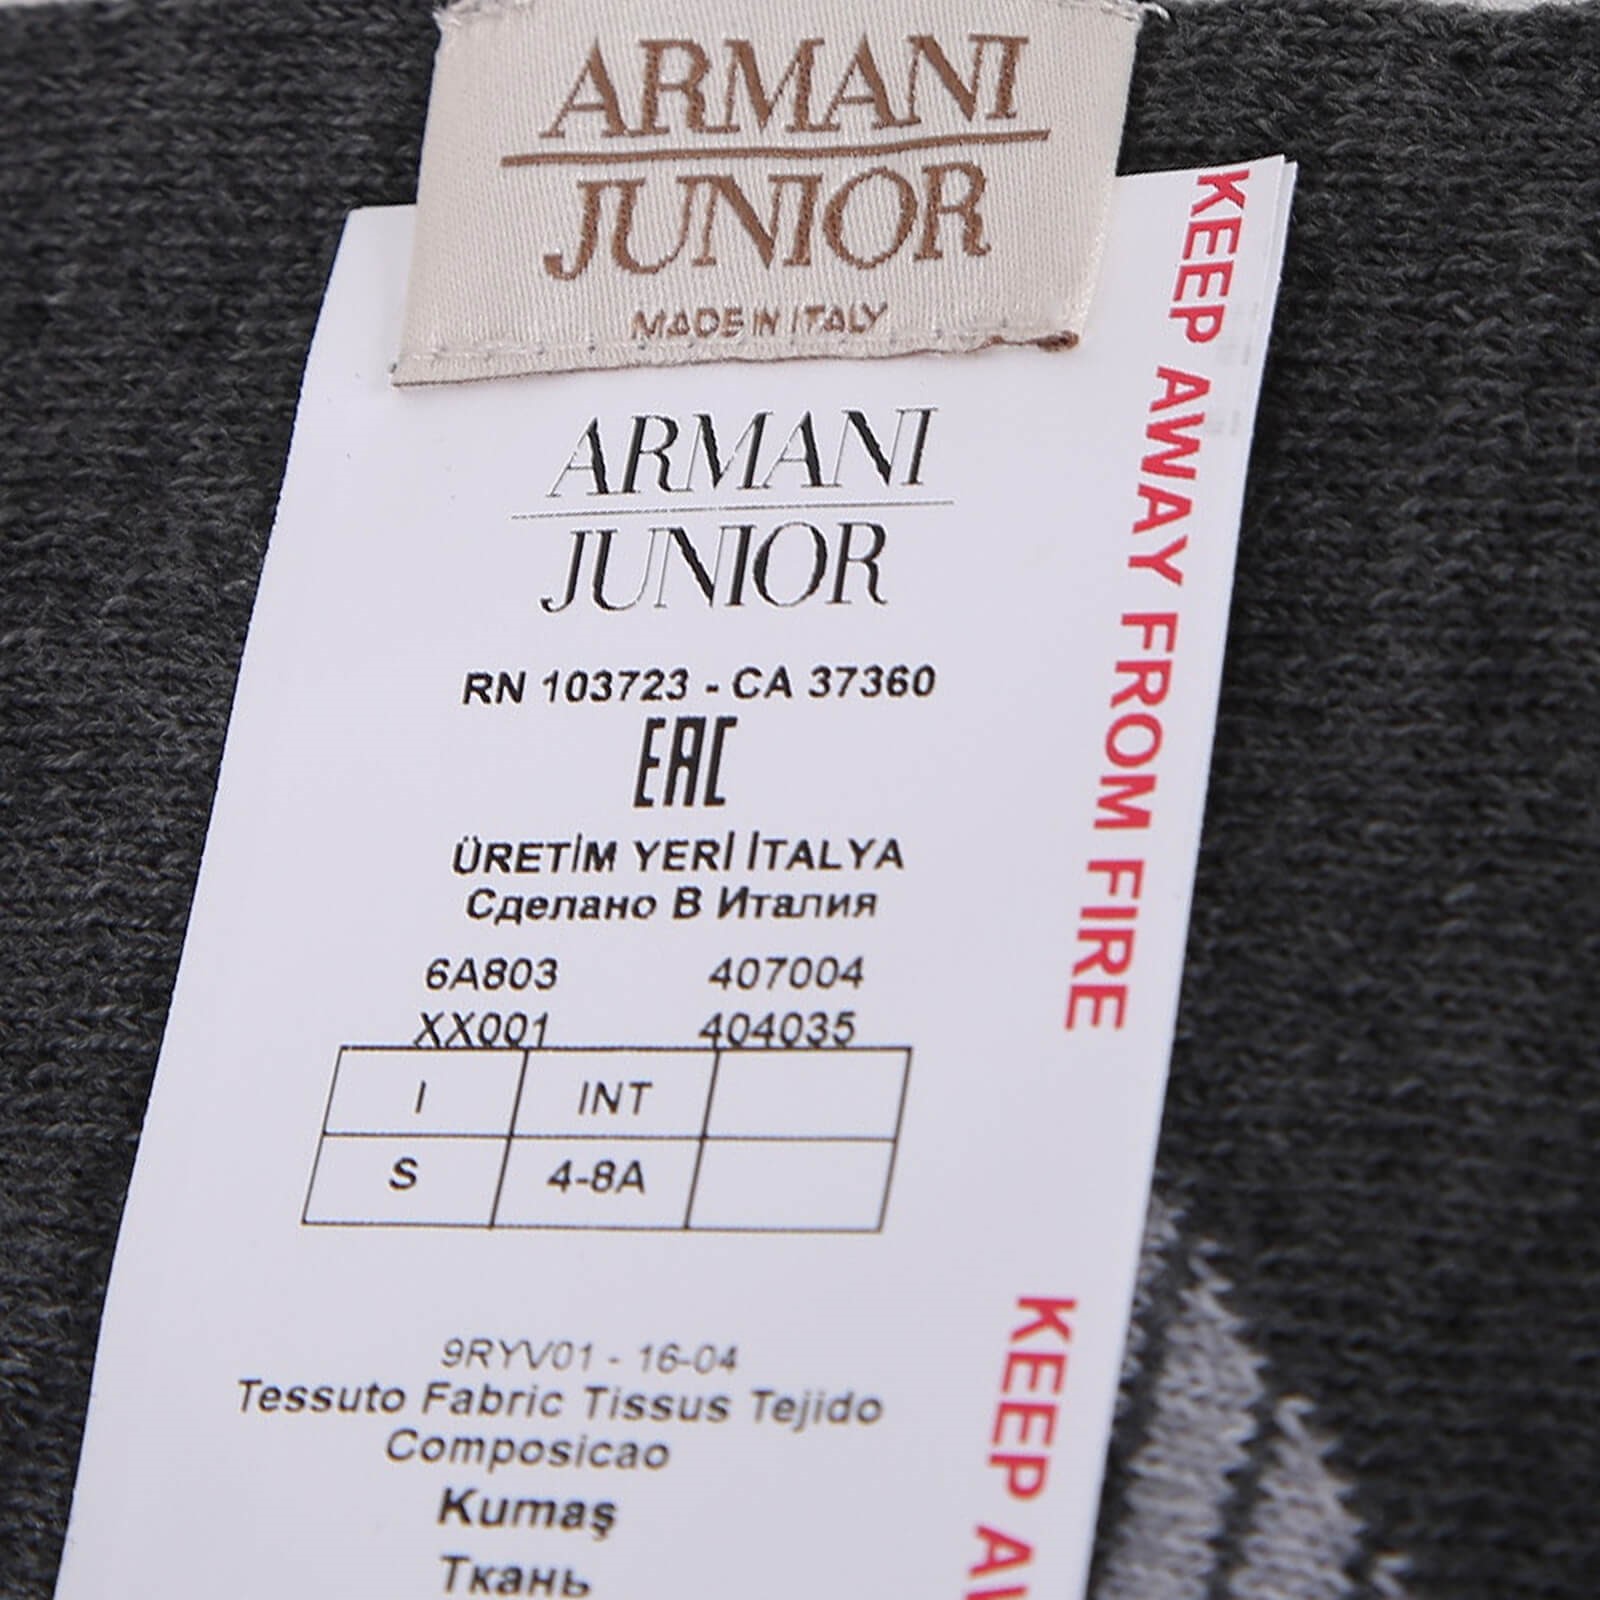 ARMANI
JUNIOR
MADE IN ITALY
ARMANI
JUNIOR
RN 103723 - CA 37360
EAC
ÜRETİM YERİ İTALYA
Сделано В Италия
6A803 407004
XX001 404035
I INT
S 4-8A
9RYV01 - 16-04
Tessuto Fabric Tissus Tejido
Composicao
Kumaş
Ткань
KEEP AWAY FROM FIRE
KEEP